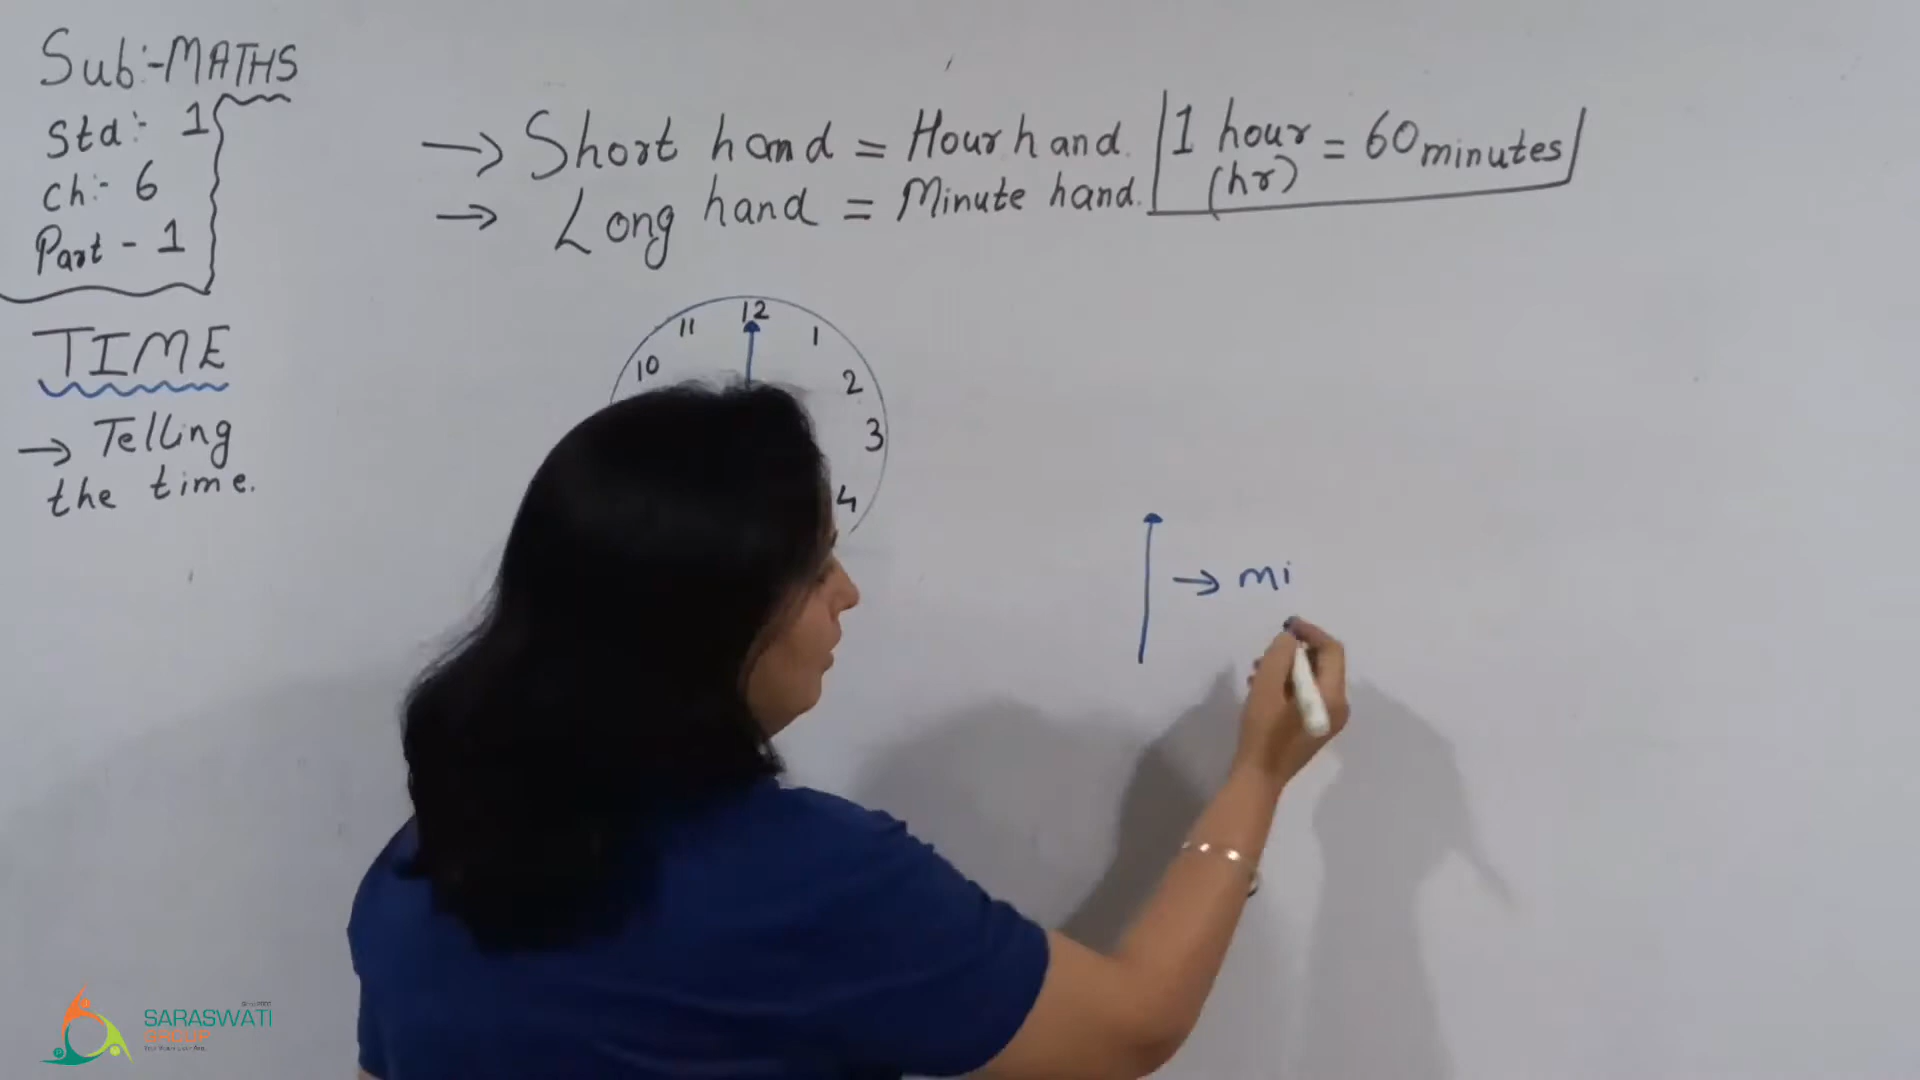 Sub:-MATHS
Std:- 1
Ch:- 6
Part - 1
TIME
→ Telling
the time.
→ Short hand = Hour hand.
→ Long hand = Minute hand.
1 hour = 60 minutes
(hr)
12
11
1
10
2
3
4
→ mi
SARASWATI
GROUP